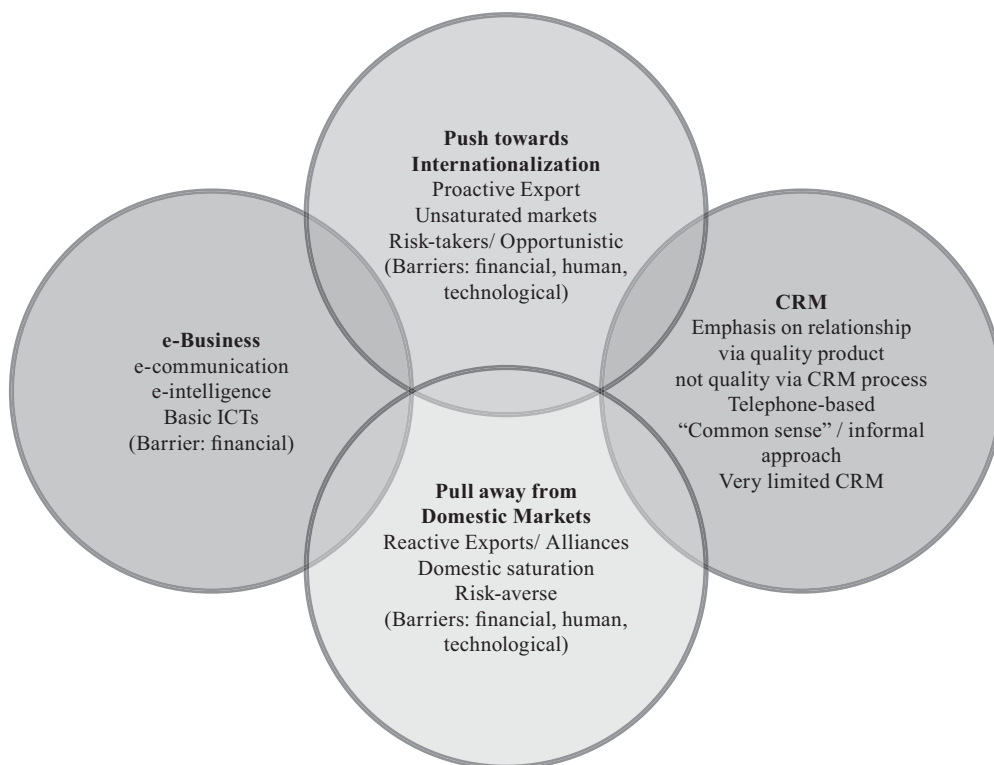 Push towards
Internationalization
Proactive Export
Unsaturated markets
Risk-takers/ Opportunistic
(Barriers: financial, human,
technological)
e-Business
e-communication
e-intelligence
Basic ICTs
(Barrier: financial)
CRM
Emphasis on relationship
via quality product
not quality via CRM process
Telephone-based
“Common sense” / informal
approach
Very limited CRM
Pull away from
Domestic Markets
Reactive Exports/ Alliances
Domestic saturation
Risk-averse
(Barriers: financial, human,
technological)